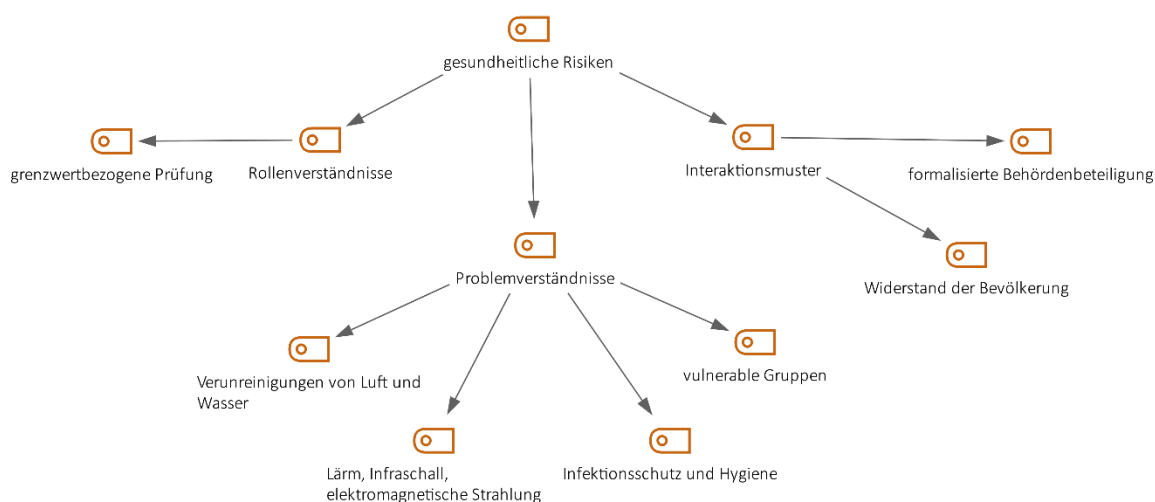 gesundheitliche Risiken
grenzwertbezogene Prüfung
Rollenverständnisse
Interaktionsmuster
formalisierte Behördenbeteiligung
Problemverständnisse
Widerstand der Bevölkerung
Verunreinigungen von Luft und
Wasser
vulnerable Gruppen
Lärm, Infraschall,
elektromagnetische Strahlung
Infektionsschutz und Hygiene